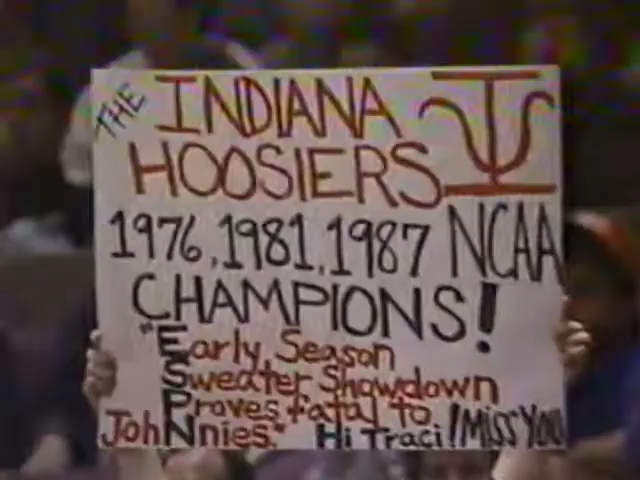 THE INDIANA
HOOSIERS
1976, 1981, 1987 NCAA
CHAMPIONS!
"Early Season
Sweater Showdown
Proves fatal to
JohNnies." Hi Traci! I Miss You